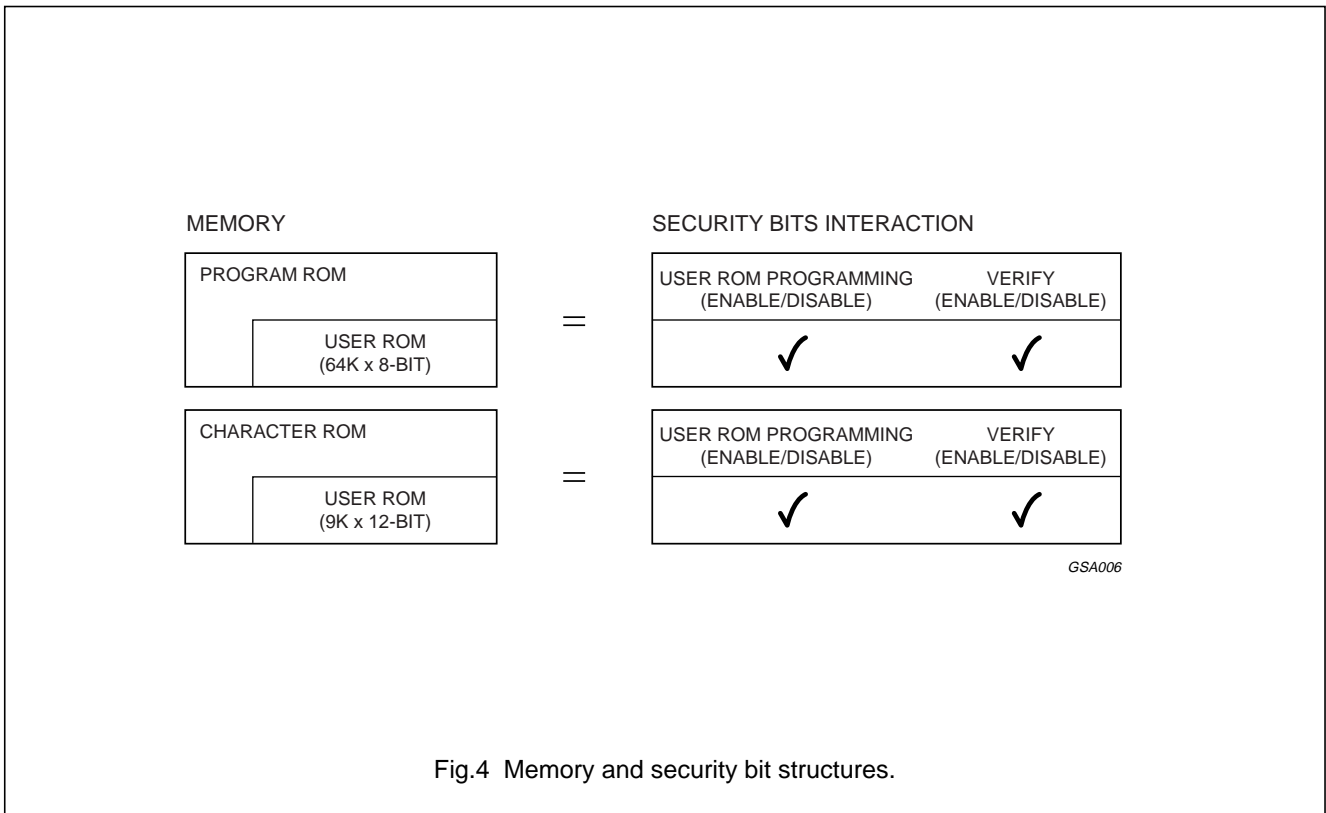 MEMORY
SECURITY BITS INTERACTION
PROGRAM ROM
USER ROM
(64K x 8-BIT)
=
USER ROM PROGRAMMING
(ENABLE/DISABLE)
VERIFY
(ENABLE/DISABLE)
CHARACTER ROM
USER ROM
(9K x 12-BIT)
=
USER ROM PROGRAMMING
(ENABLE/DISABLE)
VERIFY
(ENABLE/DISABLE)
GSA006
Fig.4 Memory and security bit structures.